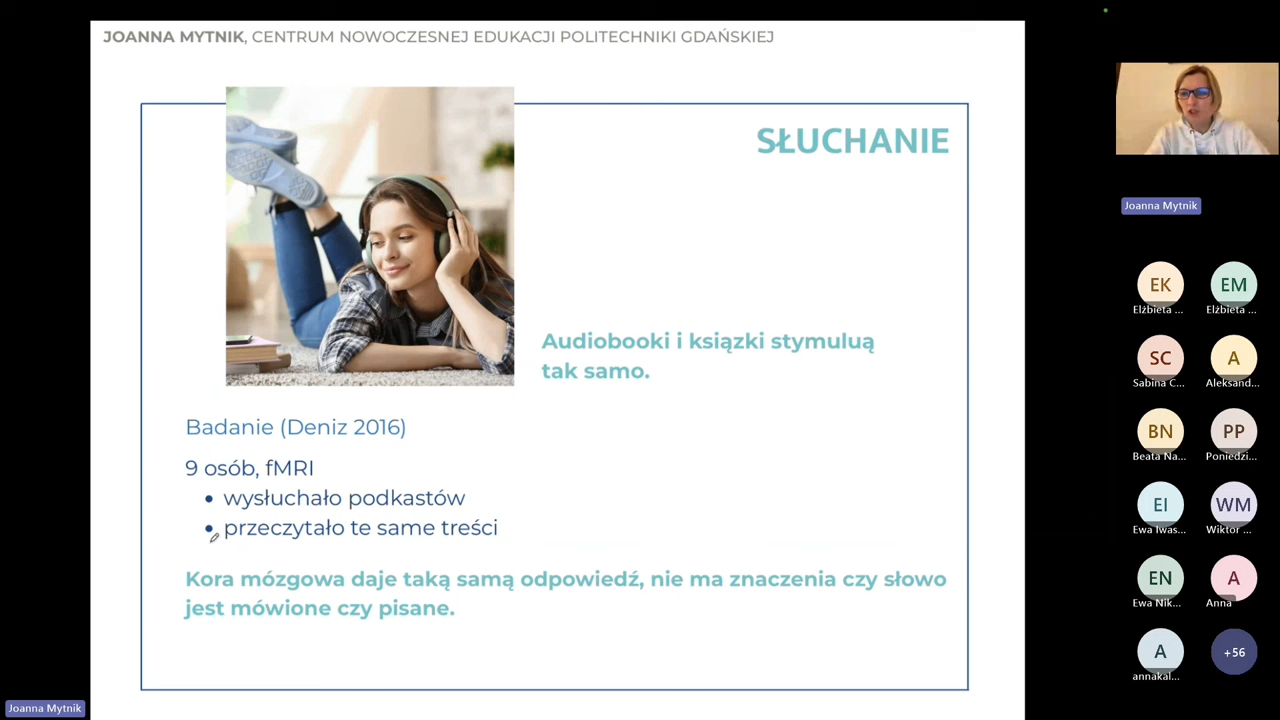 JOANNA MYTNIK, CENTRUM NOWOCZESNEJ EDUKACJI POLITECHNIKI GDAŃSKIEJ
SŁUCHANIE
Audiobooki i książki stymuluą
tak samo.
Badanie (Deniz 2016)
9 osób, fMRI
• wysłuchało podkastów
• przeczytało te same treści
Kora mózgowa daje taką samą odpowiedź, nie ma znaczenia czy słowo
jest mówione czy pisane.
Joanna Mytnik
Joanna Mytnik
EK
EM
Elżbieta ...
Elżbieta ...
SC
A
Sabina C...
Aleksand...
BN
PP
Beata Na...
Poniedzi...
EI
WM
Ewa Iwas...
Wiktor ...
EN
A
Ewa Nik...
Anna
A
+56
annakal...